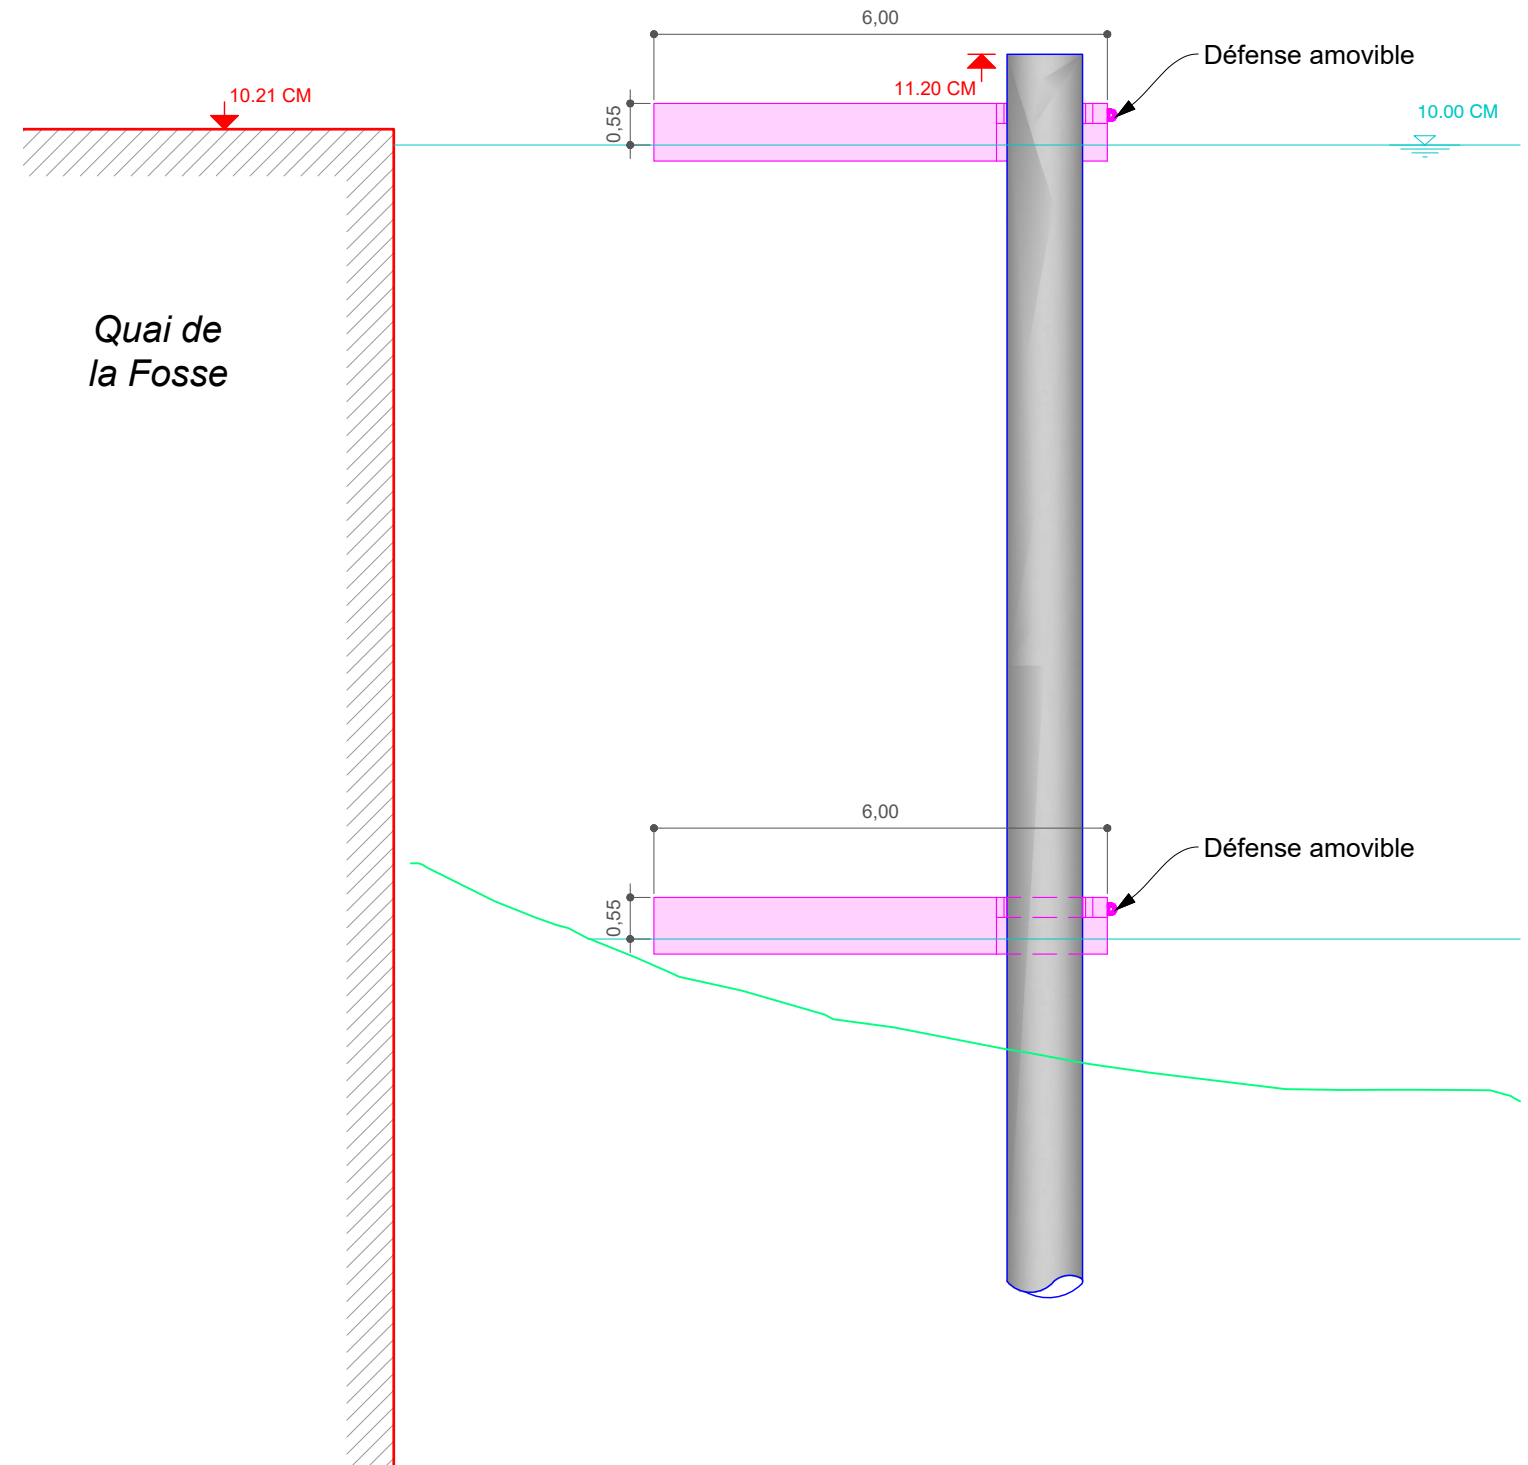 6,00
Défense amovible
11.20 CM
10.21 CM
10.00 CM
0,55
Quai de
la Fosse
6,00
Défense amovible
0,55